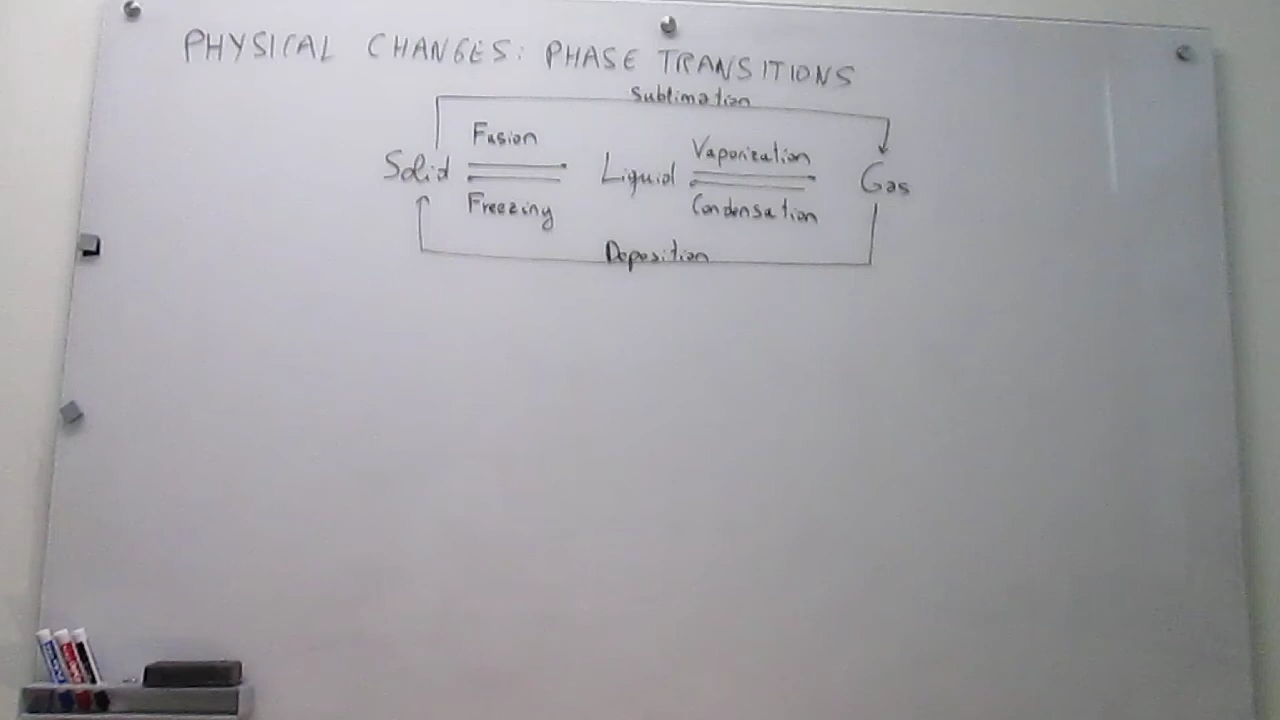 PHYSICAL CHANGES: PHASE TRANSITIONS
Sublimation
Fusion Vaporization
Solid Liquid Gas
Freezing Condensation
Deposition